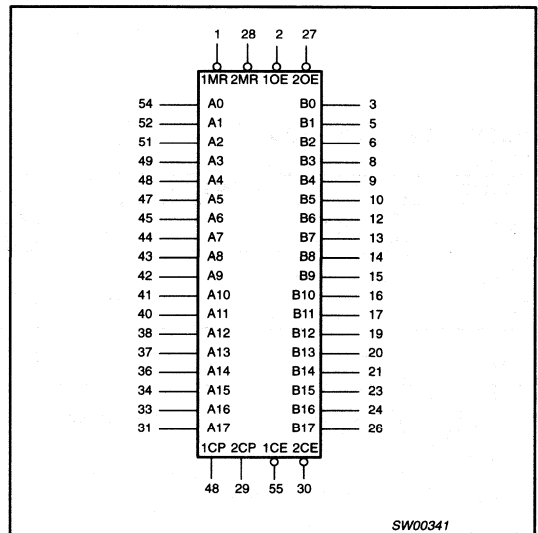 1 28 2 27
1MR 2MR 1OE 2OE
54 A0 B0 3
52 A1 B1 5
51 A2 B2 6
49 A3 B3 8
48 A4 B4 9
47 A5 B5 10
45 A6 B6 12
44 A7 B7 13
43 A8 B8 14
42 A9 B9 15
41 A10 B10 16
40 A11 B11 17
38 A12 B12 19
37 A13 B13 20
36 A14 B14 21
34 A15 B15 23
33 A16 B16 24
31 A17 B17 26
1CP 2CP 1CE 2CE
48 29 55 30
SW00341